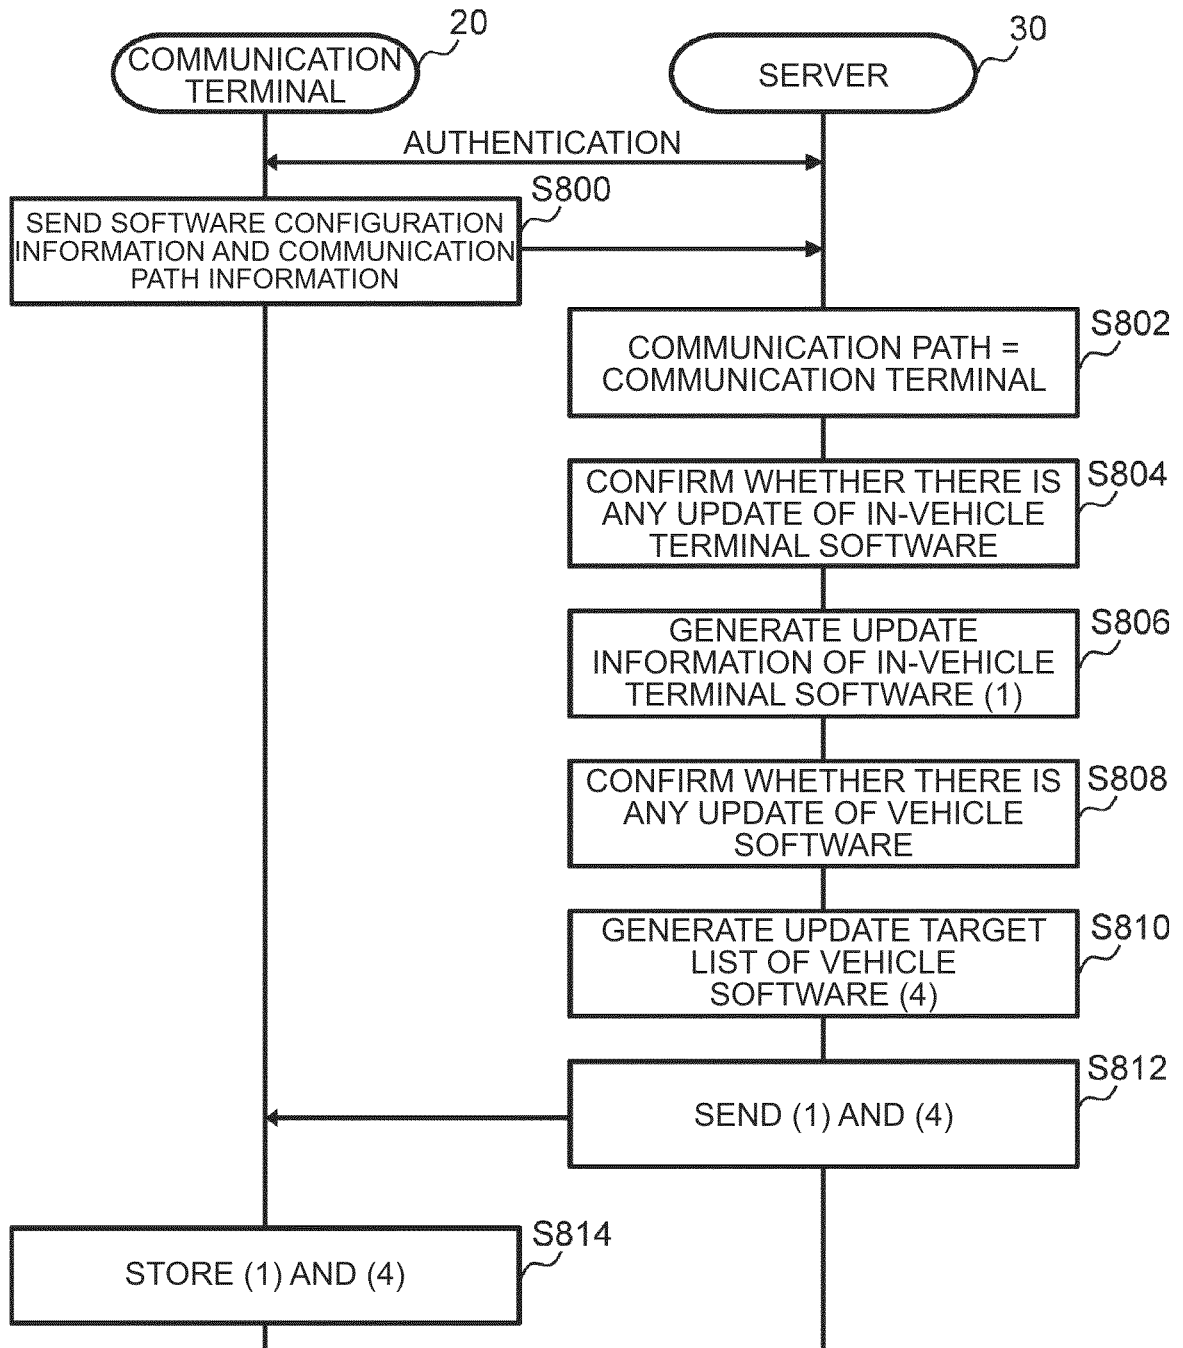 20
COMMUNICATION
TERMINAL
30
SERVER
AUTHENTICATION
S800
SEND SOFTWARE CONFIGURATION
INFORMATION AND COMMUNICATION
PATH INFORMATION
S802
COMMUNICATION PATH =
COMMUNICATION TERMINAL
S804
CONFIRM WHETHER THERE IS
ANY UPDATE OF IN-VEHICLE
TERMINAL SOFTWARE
S806
GENERATE UPDATE
INFORMATION OF IN-VEHICLE
TERMINAL SOFTWARE (1)
S808
CONFIRM WHETHER THERE IS
ANY UPDATE OF VEHICLE
SOFTWARE
S810
GENERATE UPDATE TARGET
LIST OF VEHICLE
SOFTWARE (4)
S812
SEND (1) AND (4)
S814
STORE (1) AND (4)